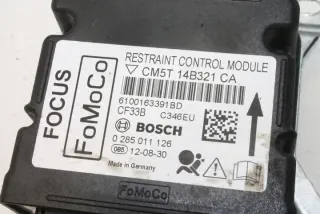 FOCUS
FoMoCo
RESTRAINT CONTROL MODULE
CM5T 14B321 CA
6100163391BD
CF33B C346EU
BOSCH
0 285 011 126
085 12-08-30
Made in Germany
FoMoCo